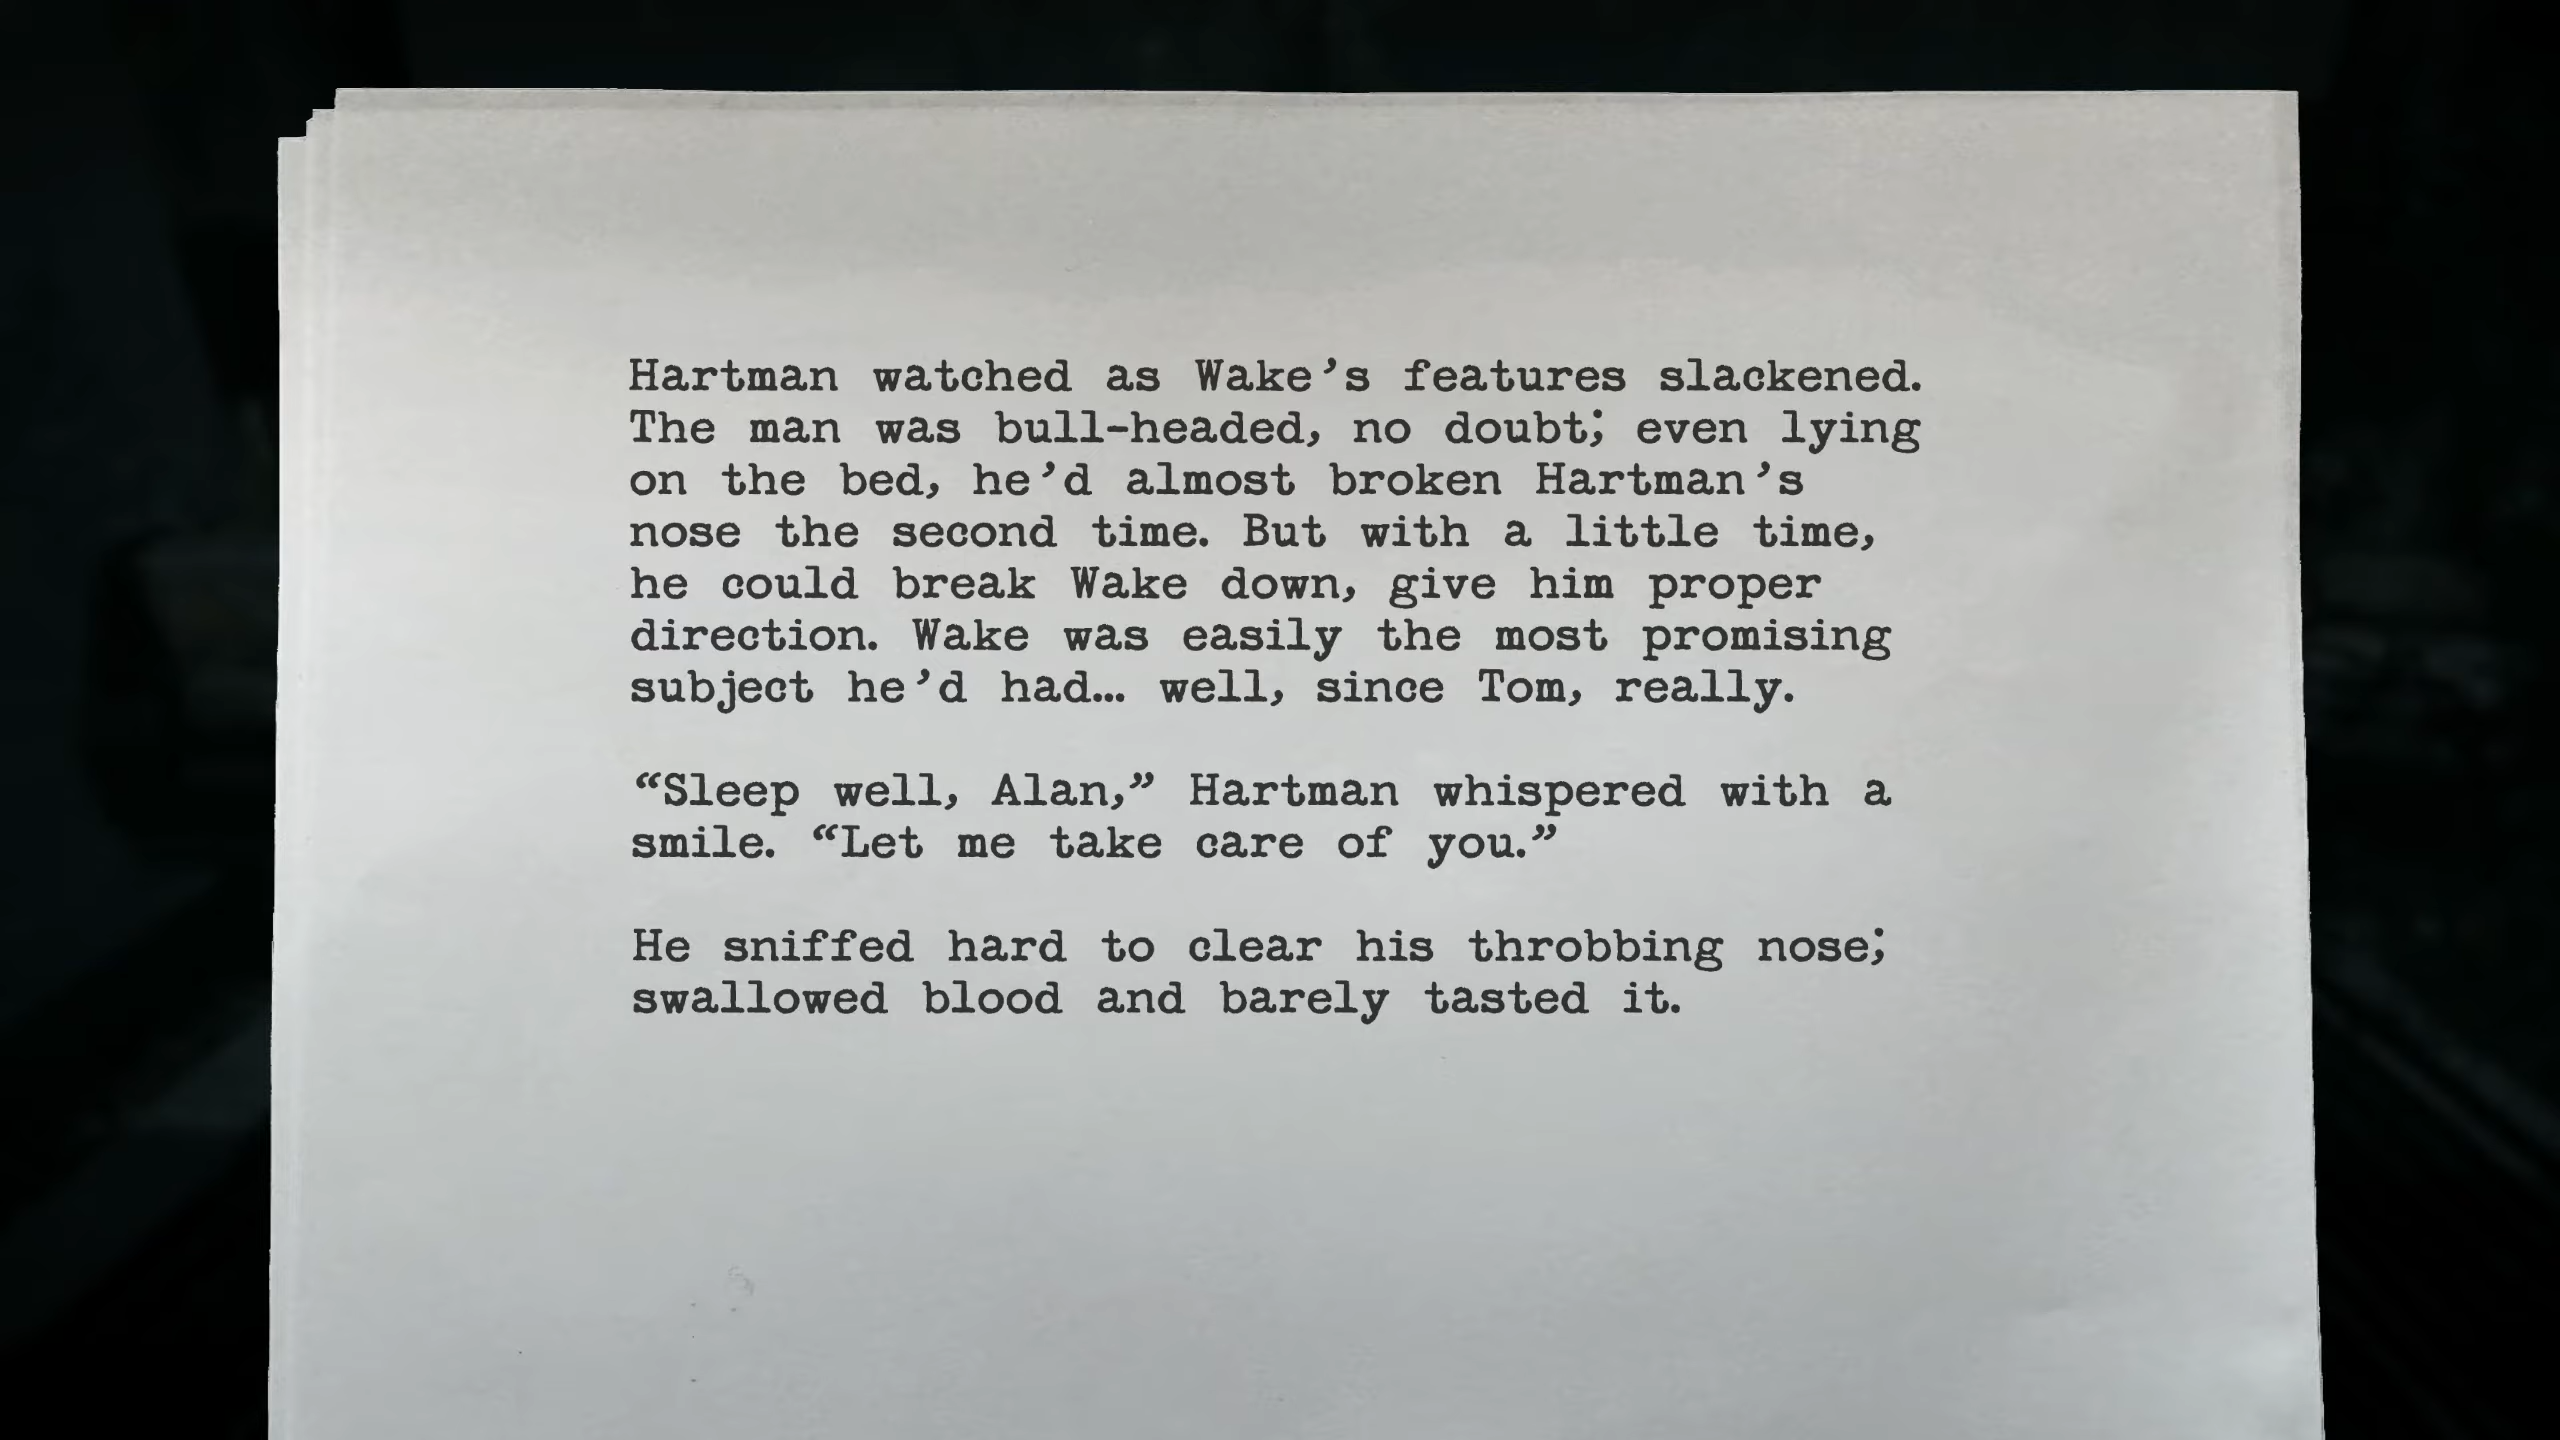 Hartman watched as Wake’s features slackened.
The man was bull-headed, no doubt; even lying
on the bed, he’d almost broken Hartman’s
nose the second time. But with a little time,
he could break Wake down, give him proper
direction. Wake was easily the most promising
subject he’d had… well, since Tom, really.
“Sleep well, Alan,” Hartman whispered with a
smile. “Let me take care of you.”
He sniffed hard to clear his throbbing nose;
swallowed blood and barely tasted it.